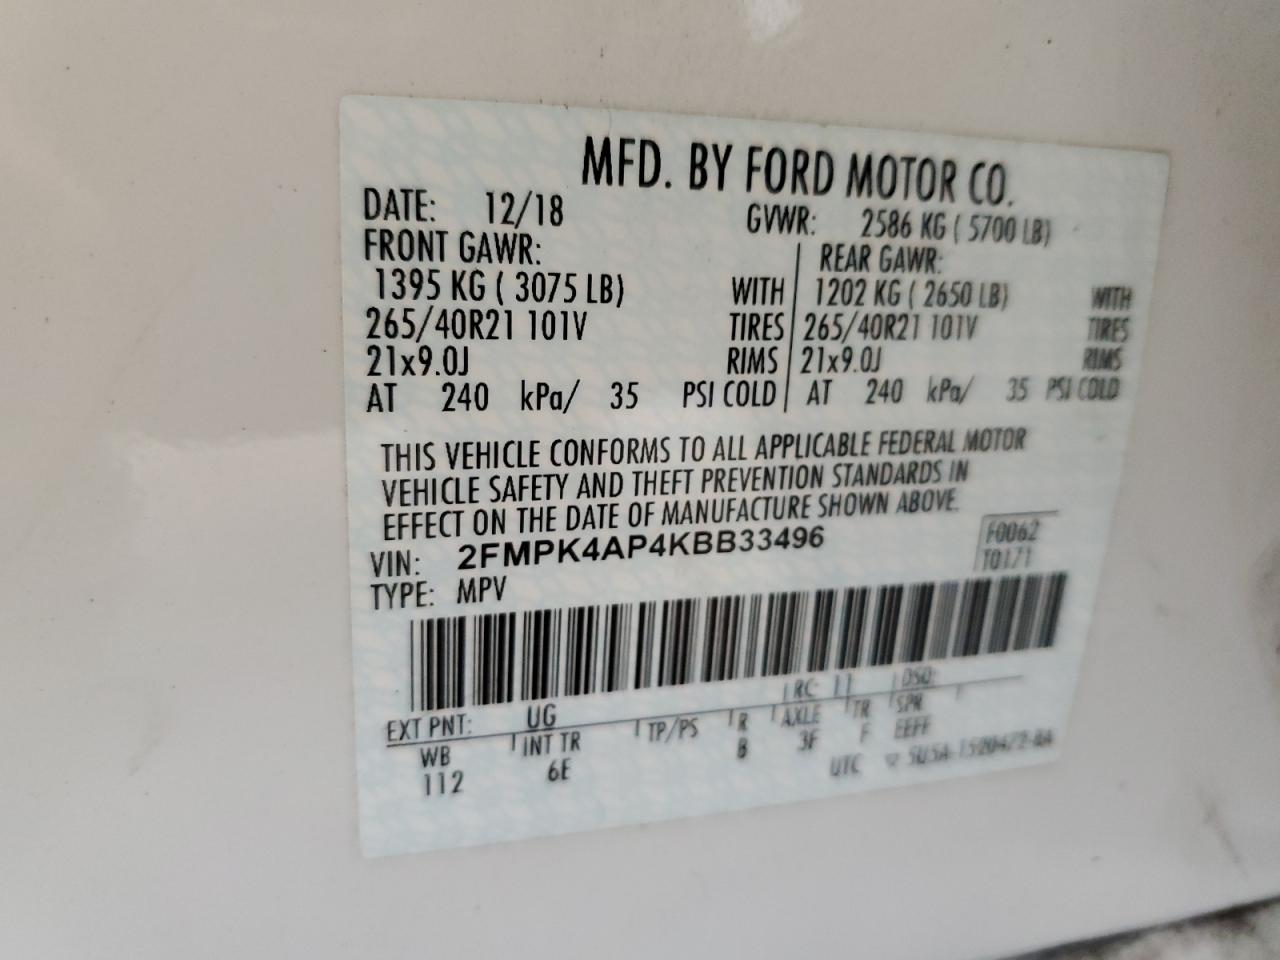 MFD. BY FORD MOTOR CO.
DATE: 12/18 GVWR: 2586 KG ( 5700 LB)
FRONT GAWR: REAR GAWR:
1395 KG ( 3075 LB) WITH 1202 KG ( 2650 LB) WITH
265/40R21 101V TIRES 265/40R21 101V TIRES
21x9.0J RIMS 21x9.0J RIMS
AT 240 kPa/ 35 PSI COLD AT 240 kPa/ 35 PSI COLD
THIS VEHICLE CONFORMS TO ALL APPLICABLE FEDERAL MOTOR
VEHICLE SAFETY AND THEFT PREVENTION STANDARDS IN
EFFECT ON THE DATE OF MANUFACTURE SHOWN ABOVE.
F0062
VIN: 2FMPK4AP4KBB33496
T0171
TYPE: MPV
EXT PNT: UG RC: 11 DSO:
WB INT TR TP/PS R AXLE TR SPR
112 6E B 3F F EEFF
UTC